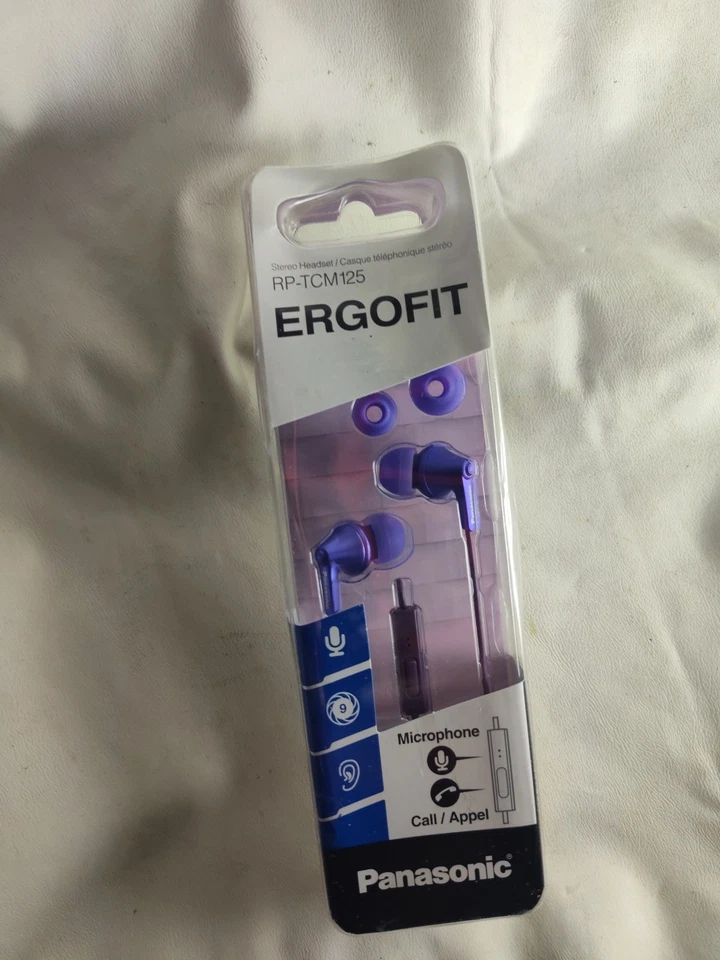 Stereo Headset / Casque téléphonique stéréo
RP-TCM125
ERGOFIT
9
Microphone
Call / Appel
Panasonic®